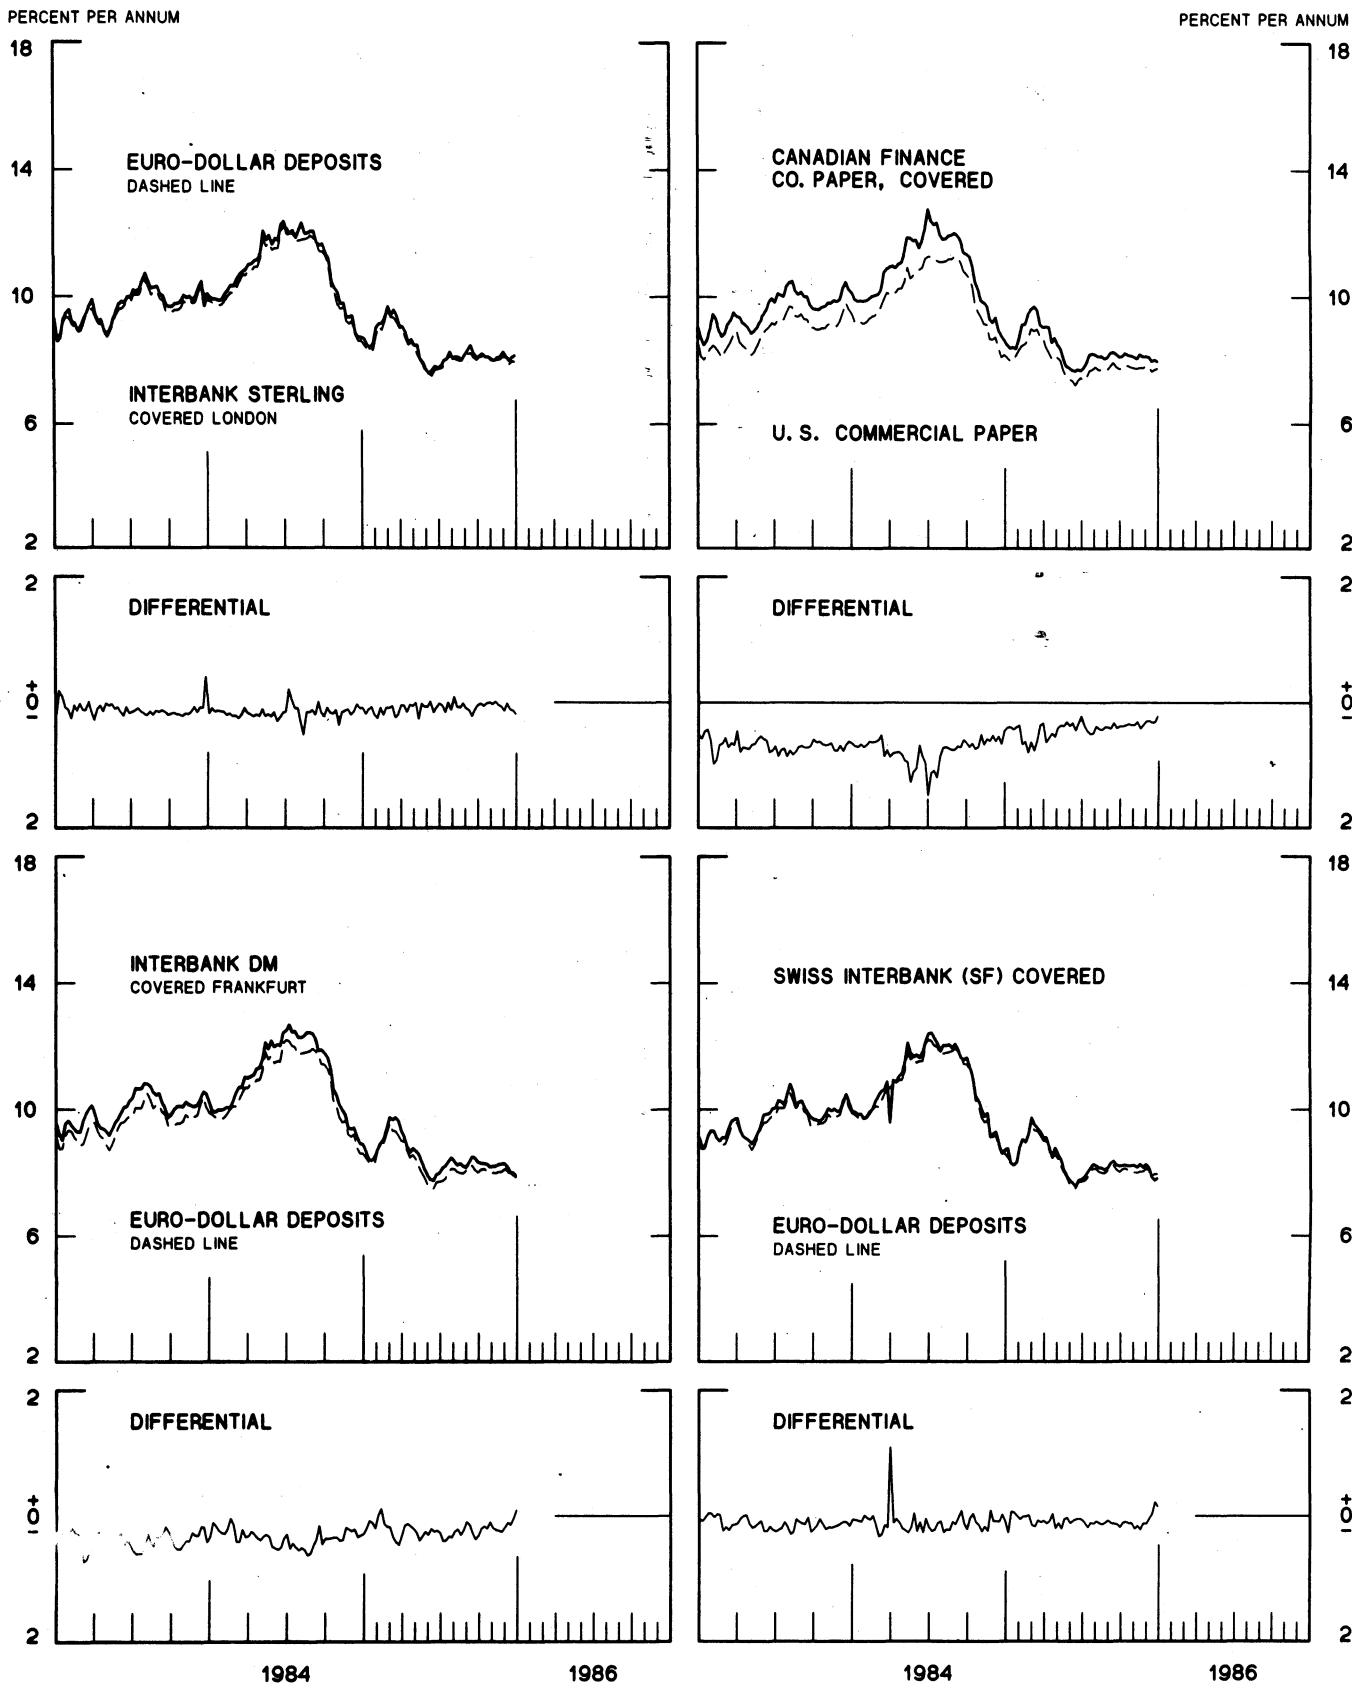 PERCENT PER ANNUM
PERCENT PER ANNUM
18
EURO-DOLLAR DEPOSITS
DASHED LINE
14
10
INTERBANK STERLING
COVERED LONDON
6
2
18
CANADIAN FINANCE
CO. PAPER, COVERED
14
10
U.S. COMMERCIAL PAPER
6
2
2
DIFFERENTIAL
+
0
−
2
2
DIFFERENTIAL
+
0
−
2
18
INTERBANK DM
COVERED FRANKFURT
14
10
EURO-DOLLAR DEPOSITS
DASHED LINE
6
2
18
SWISS INTERBANK (SF) COVERED
14
10
EURO-DOLLAR DEPOSITS
DASHED LINE
6
2
2
DIFFERENTIAL
+
0
−
2
2
DIFFERENTIAL
+
0
−
2
1984
1986
1984
1986